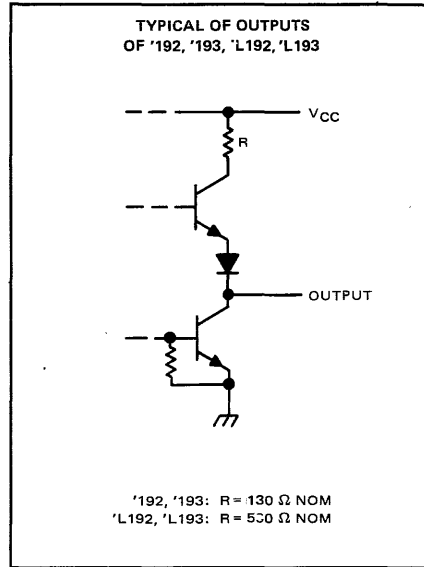 TYPICAL OF OUTPUTS
OF '192, '193, 'L192, 'L193
VCC
R
OUTPUT
'192, '193: R = 130 Ω NOM
'L192, 'L193: R = Ω NOM